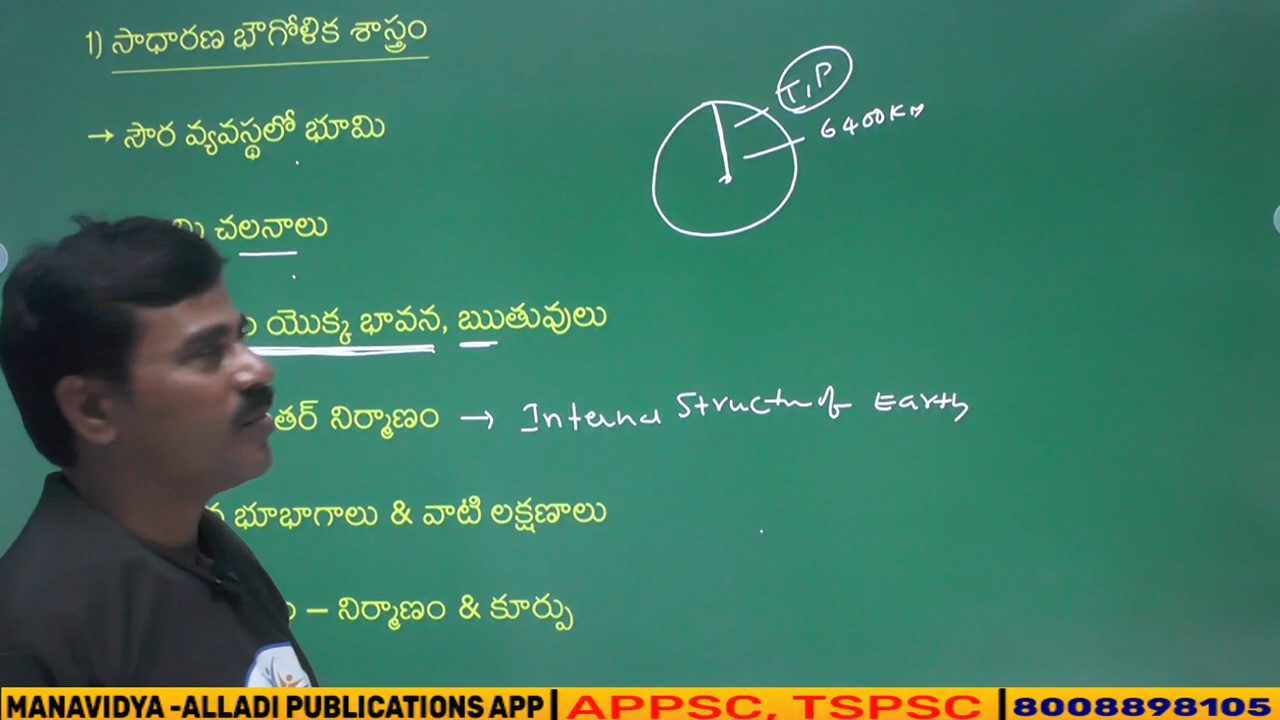 1) సాధారణ భౌగోళిక శాస్త్రం
→ సౌర వ్యవస్థలో భూమి
చలనాలు
యొక్క భావన, ఋతువులు
నిర్మాణం → Internal Structure of Earth
భూభాగాలు & వాటి లక్షణాలు
– నిర్మాణం & కూర్పు
6400KM
MANAVIDYA -ALLADI PUBLICATIONS APP | APPSC, TSPSC | 8008898105